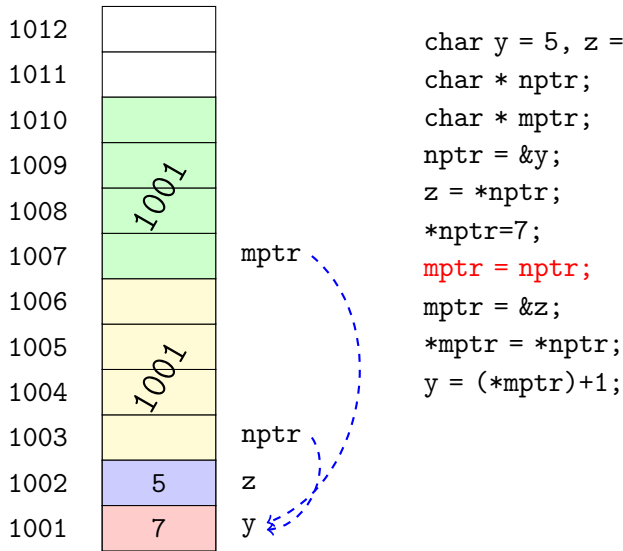 1012
1011
1010
1009
1008
1007
1006
1005
1004
1003
1002
1001
1001
1001
5
7
mptr
nptr
z
y
char y = 5, z =
char * nptr;
char * mptr;
nptr = &y;
z = *nptr;
*nptr=7;
mptr = nptr;
mptr = &z;
*mptr = *nptr;
y = (*mptr)+1;